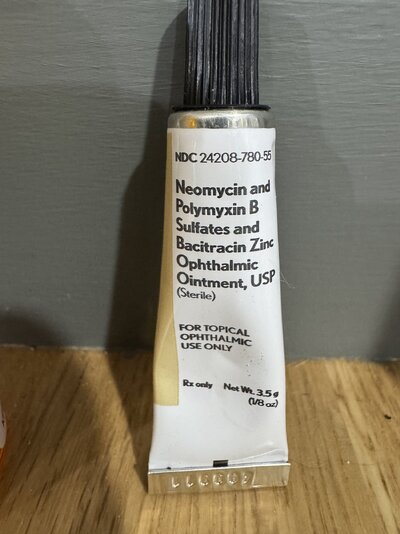 NDC 24208-780-55
Neomycin and
Polymyxin B
Sulfates and
Bacitracin Zinc
Ophthalmic
Ointment, USP
(Sterile)
FOR TOPICAL
OPHTHALMIC
USE ONLY
Rx only Net Wt. 3.5 g
(1/8 oz)